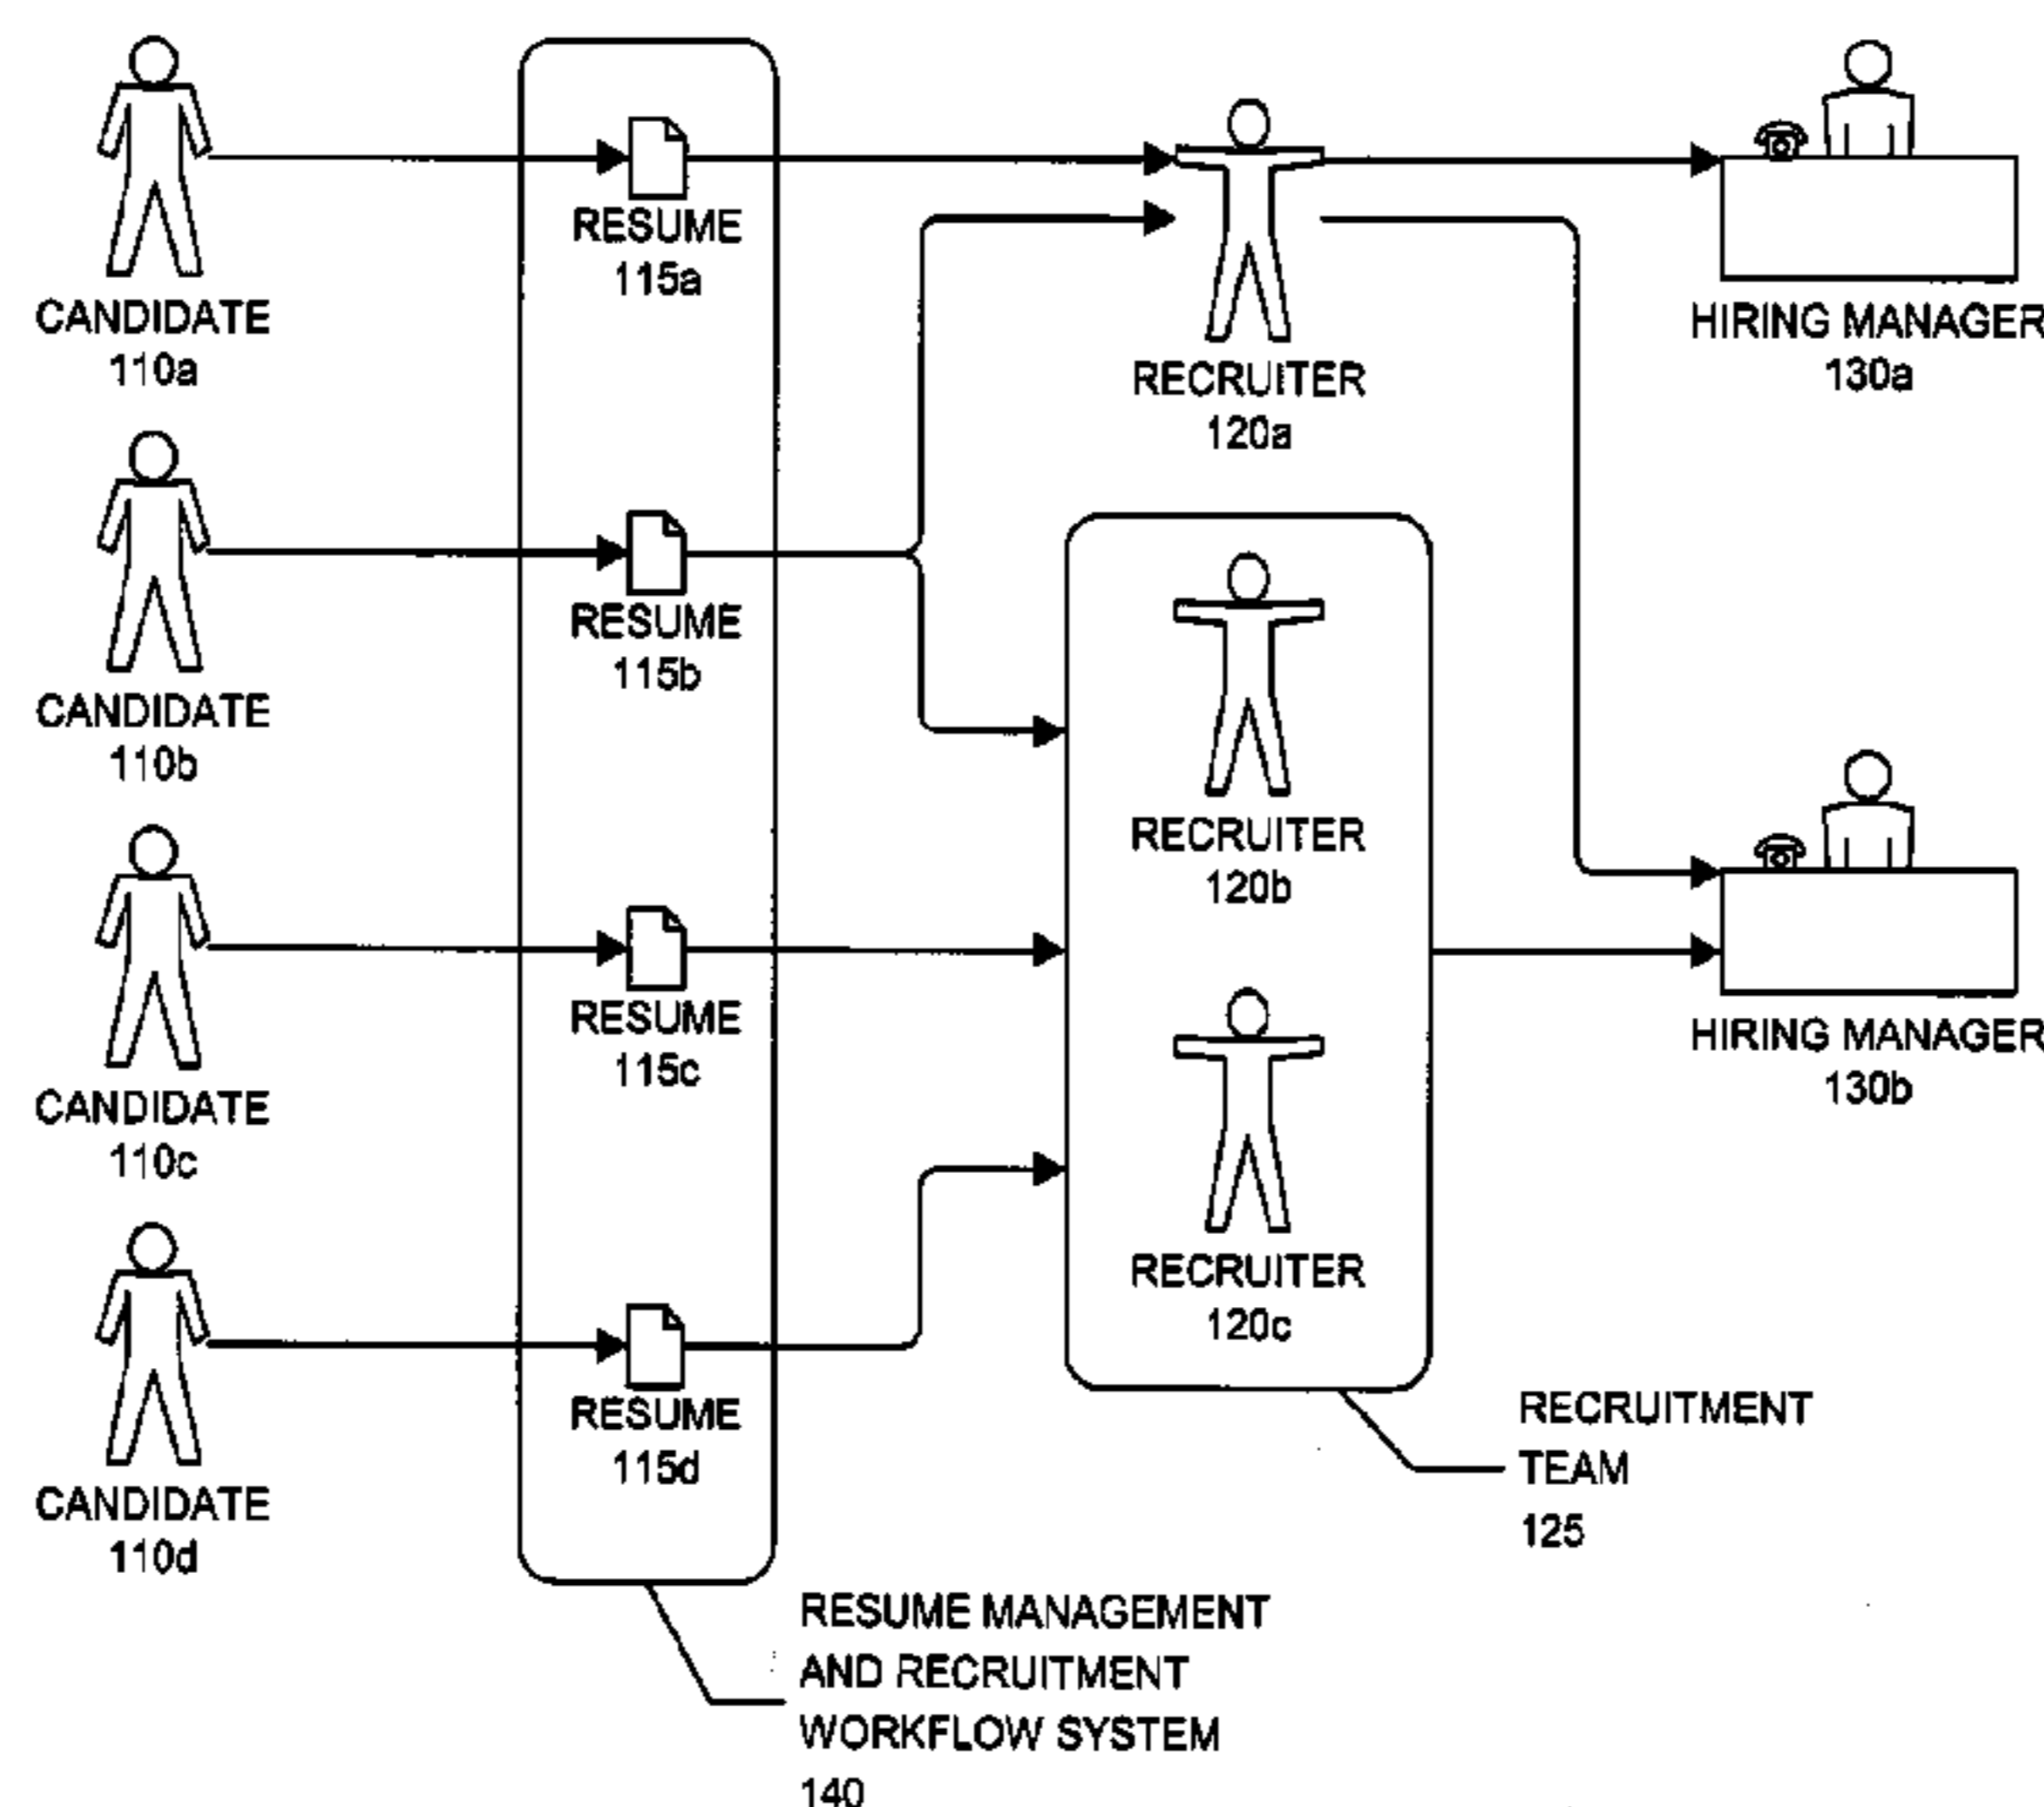 CANDIDATE
110a
RESUME
115a
RECRUITER
120a
HIRING MANAGER
130a
CANDIDATE
110b
RESUME
115b
RECRUITER
120b
CANDIDATE
110c
RESUME
115c
RECRUITER
120c
HIRING MANAGER
130b
CANDIDATE
110d
RESUME
115d
RECRUITMENT
TEAM
125
RESUME MANAGEMENT
AND RECRUITMENT
WORKFLOW SYSTEM
140